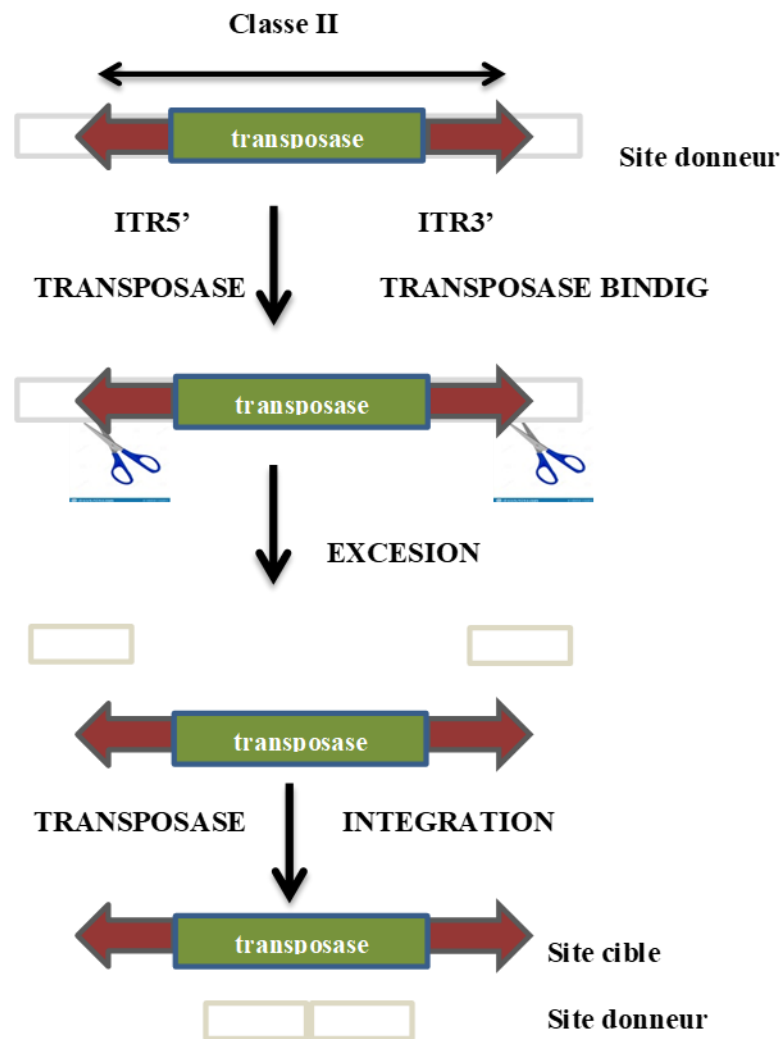 Classe II
transposase
Site donneur
ITR5’ ITR3’
TRANSPOSASE TRANSPOSASE BINDIG
transposase
EXCESION
transposase
TRANSPOSASE INTEGRATION
transposase
Site cible
Site donneur